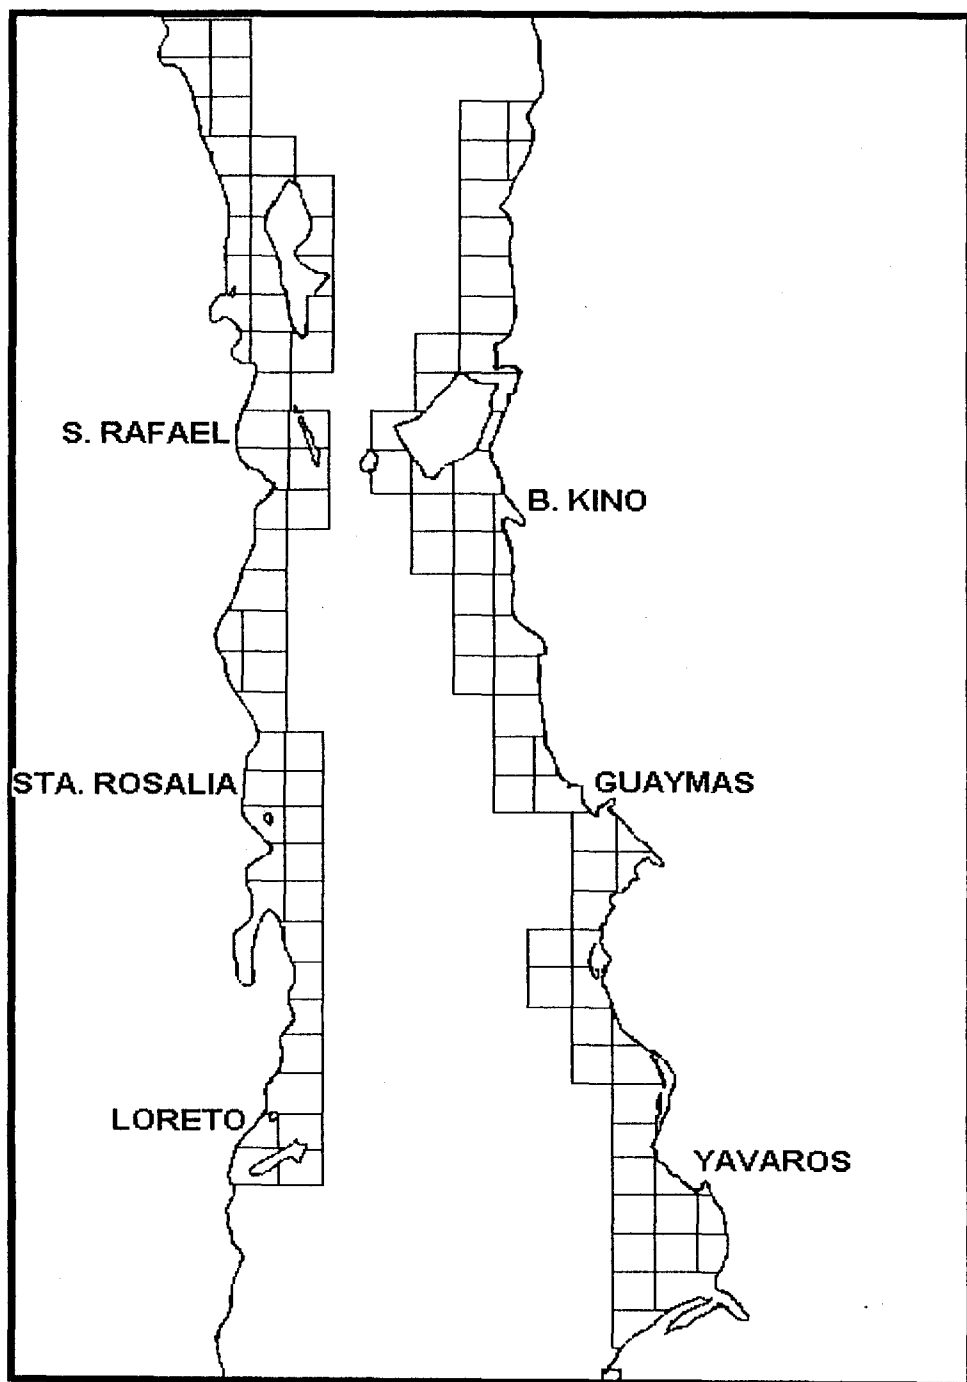 S. RAFAEL
B. KINO
STA. ROSALIA
GUAYMAS
LORETO
YAVAROS